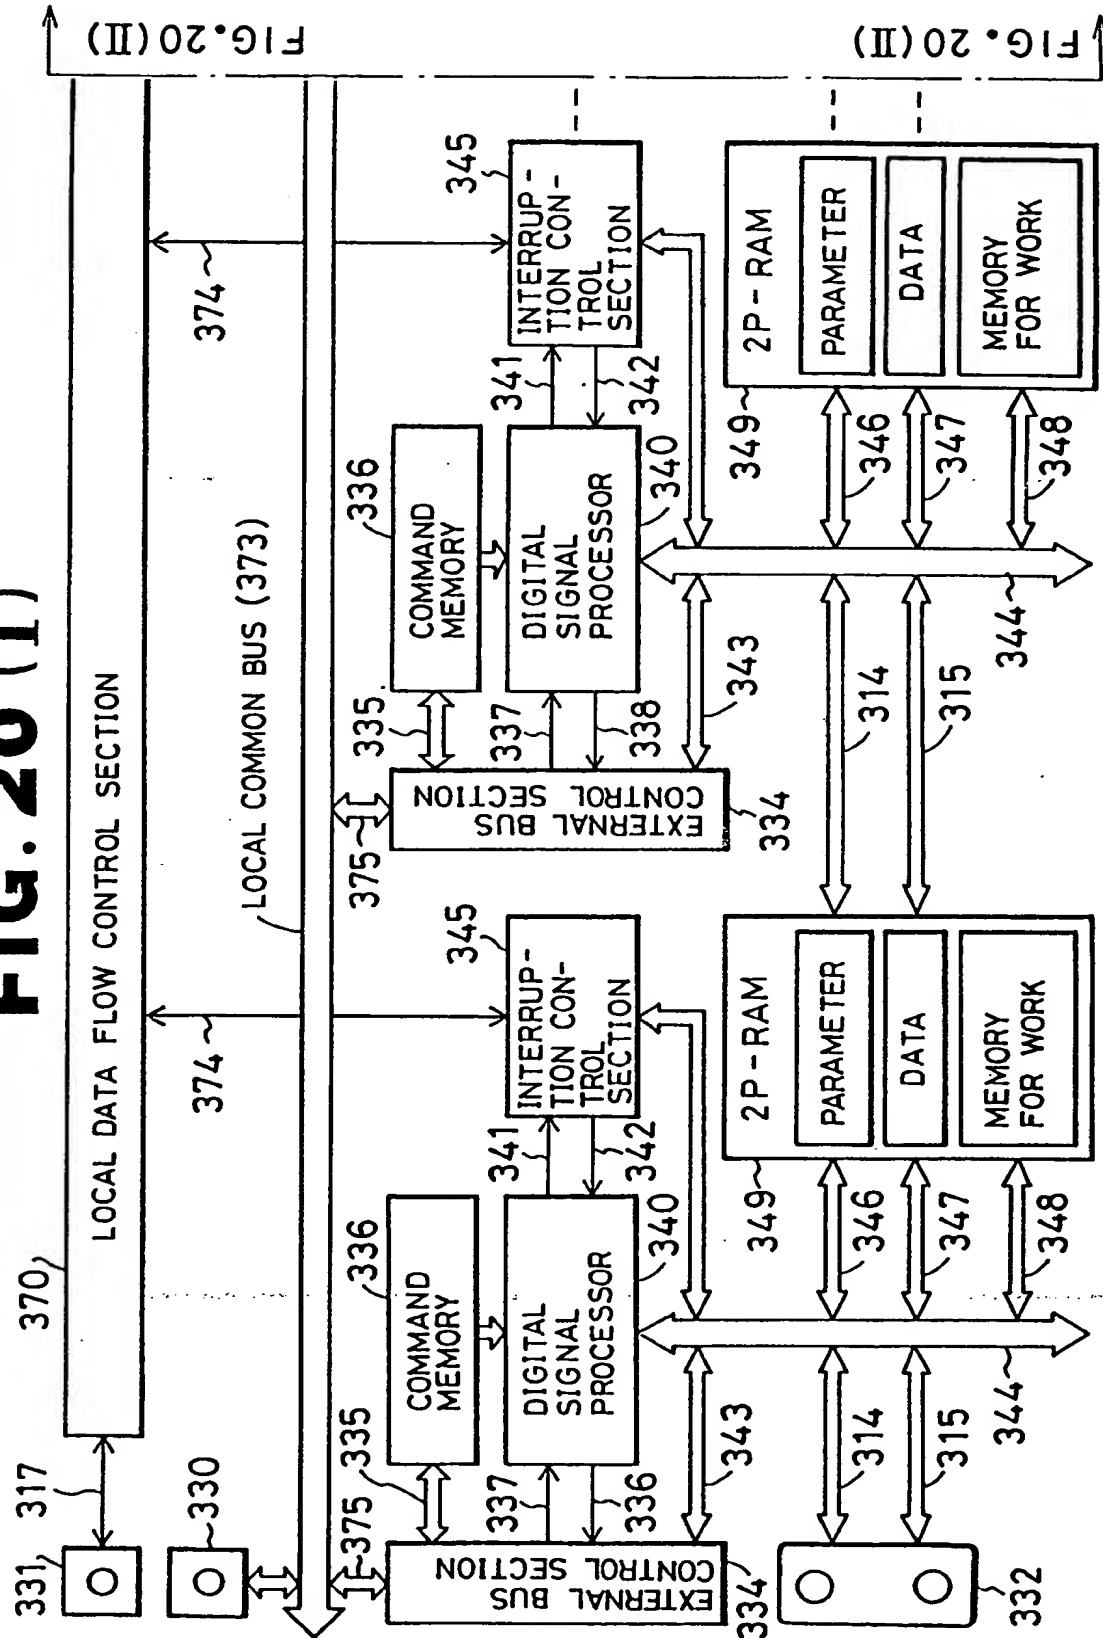 FIG. 20 (I)
331
317
370
LOCAL DATA FLOW CONTROL SECTION
FIG. 20 (II)
330
374
374
LOCAL COMMON BUS (373)
375
335
336
COMMAND
MEMORY
375
335
336
COMMAND
MEMORY
EXTERNAL BUS
CONTROL SECTION
334
337
336
DIGITAL
SIGNAL
PROCESSOR
340
341
342
INTERRUP-
TION CON-
TROL
SECTION
345
EXTERNAL BUS
CONTROL SECTION
334
337
338
DIGITAL
SIGNAL
PROCESSOR
340
341
342
INTERRUP-
TION CON-
TROL
SECTION
345
343
343
332
314
315
344
346
347
348
349
2P-RAM
PARAMETER
DATA
MEMORY
FOR WORK
314
315
344
346
347
348
349
2P-RAM
PARAMETER
DATA
MEMORY
FOR WORK
FIG. 20 (II)